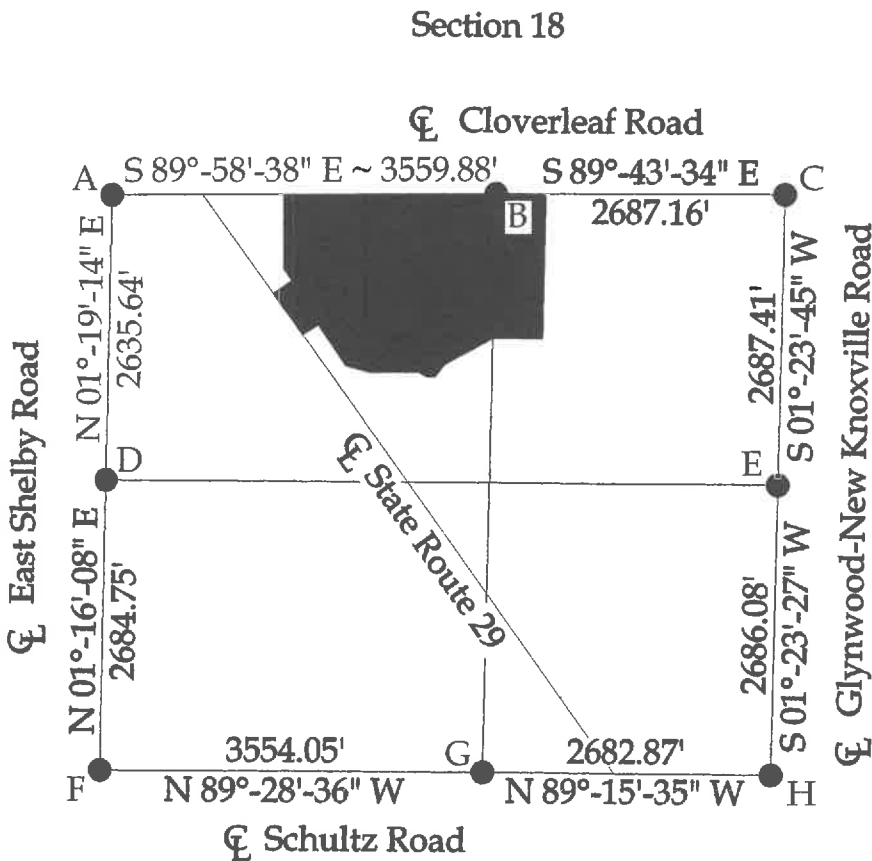 Section 18
℄ Cloverleaf Road
A S 89°-58'-38" E ~ 3559.88' S 89°-43'-34" E C
B 2687.16'
N 01°-19'-14" E
2635.64'
2687.41'
S 01°-23'-45" W
℄ East Shelby Road
℄ Glynwood-New Knoxville Road
D
E
℄ State Route 29
N 01°-16'-08" E
2684.75'
2686.08'
S 01°-23'-27" W
3554.05' G 2682.87'
F N 89°-28'-36" W N 89°-15'-35" W H
℄ Schultz Road